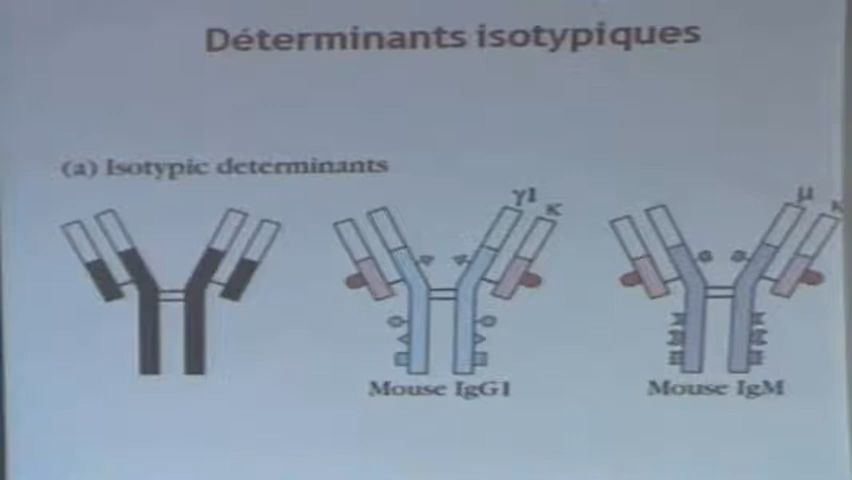 Déterminants isotypiques
(a) Isotypic determinants
γ1
κ
μ
κ
Mouse IgG1
Mouse IgM